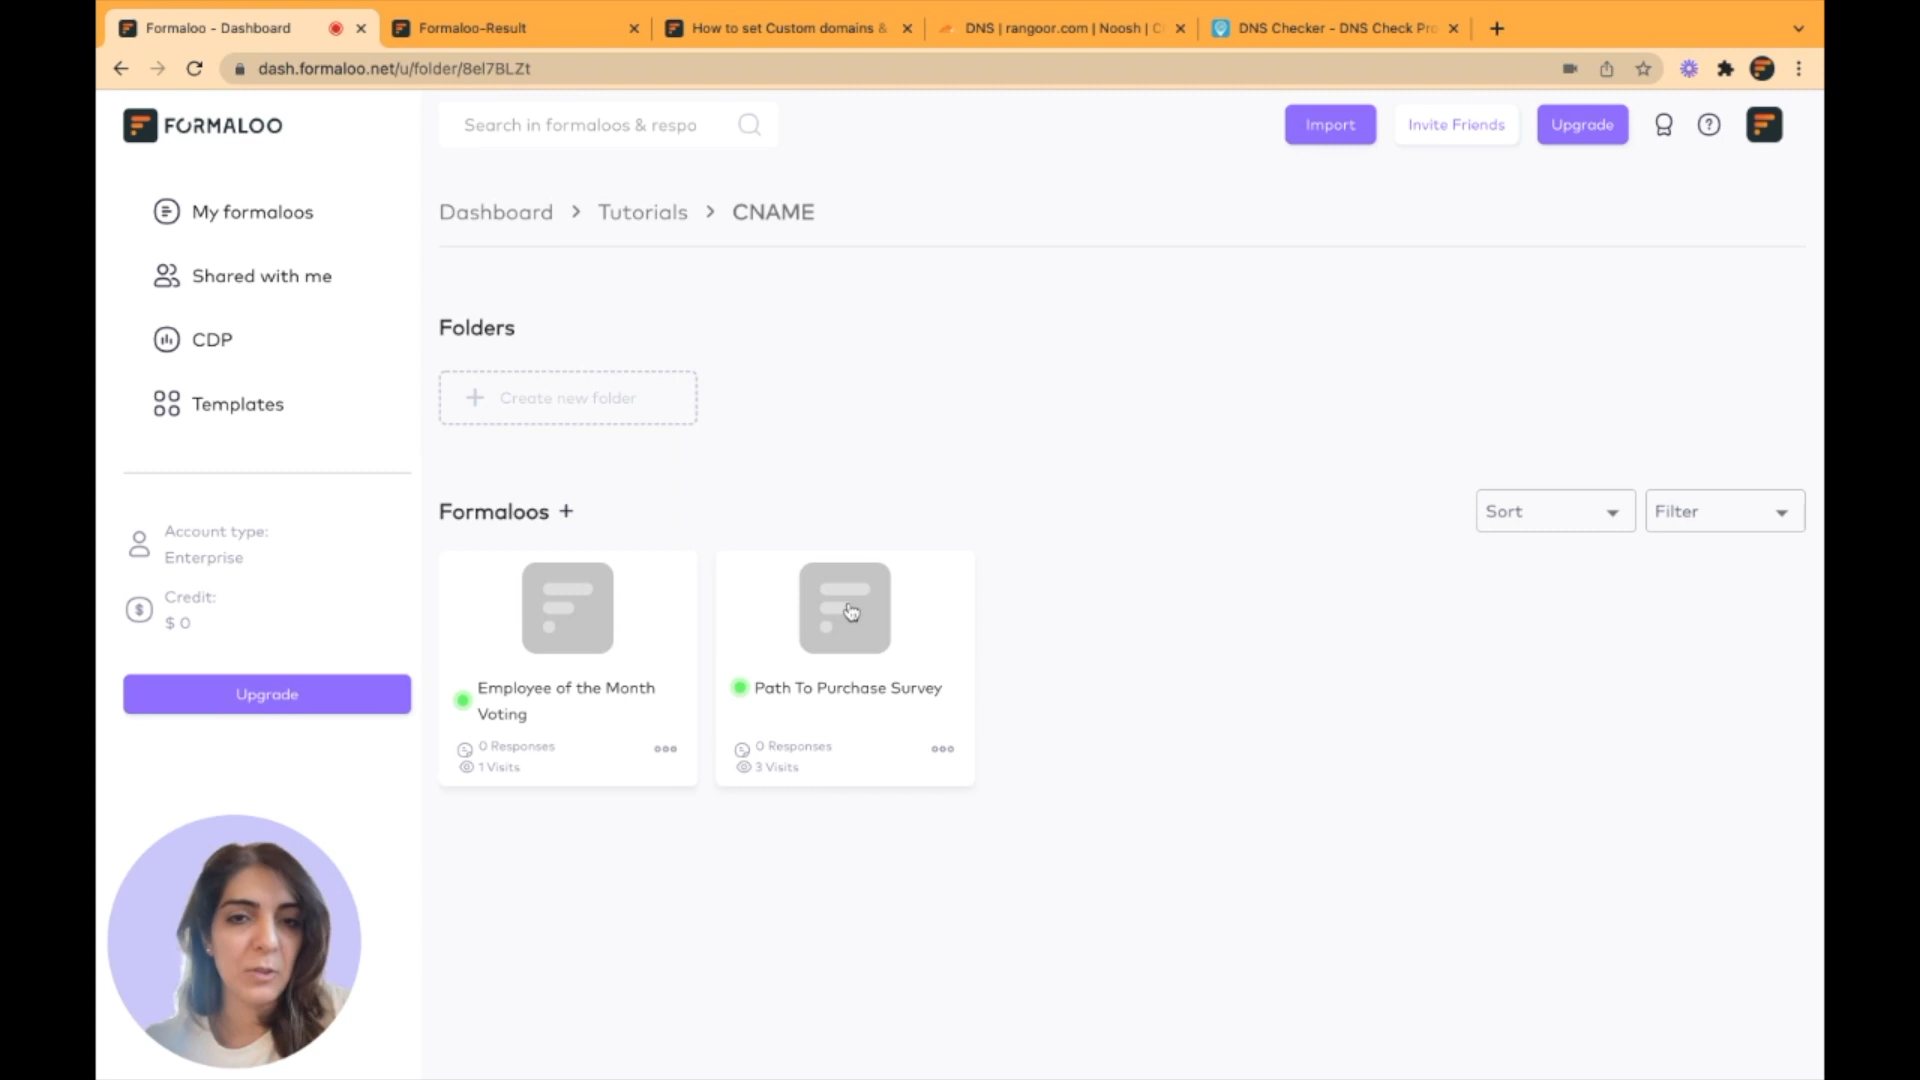 Formaloo - Dashboard
Formaloo-Result
How to set Custom domains &
DNS | rangoor.com | Noosh | C
DNS Checker - DNS Check Pro
dash.formaloo.net/u/folder/8el7BLZt
FORMALOO
Search in formaloos & respo
Import
Invite Friends
Upgrade
My formaloos
Shared with me
CDP
Templates
Account type:
Enterprise
Credit:
$ 0
Upgrade
Dashboard > Tutorials > CNAME
Folders
+ Create new folder
Formaloos +
Sort
Filter
Employee of the Month
Voting
0 Responses
1 Visits
Path To Purchase Survey
0 Responses
3 Visits